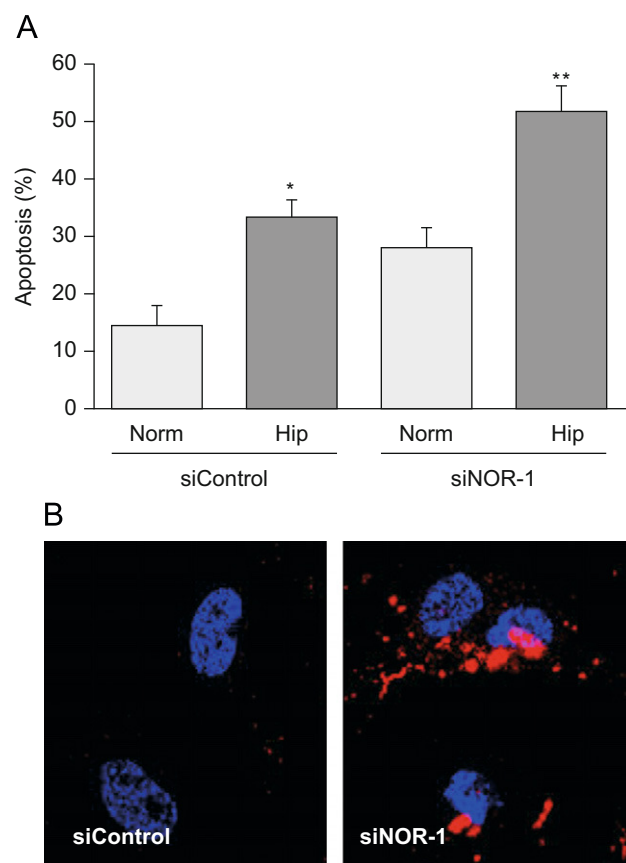 A
60
50
40
30
20
10
0
Apoptosis (%)
*
**
Norm Hip Norm Hip
siControl siNOR-1
B
siControl siNOR-1